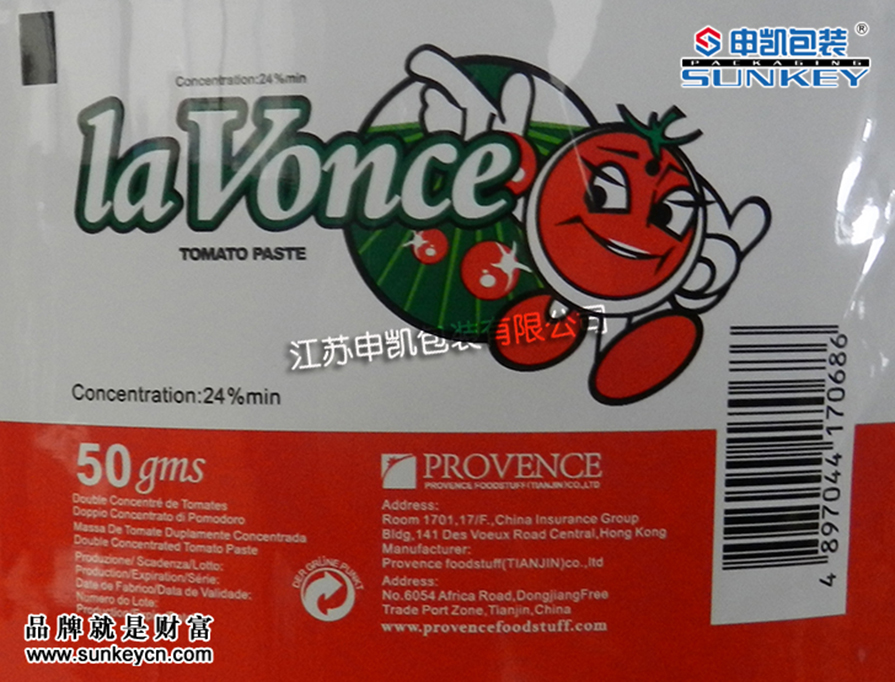 申凯包装®
PACKAGING
SUNKEY
Concentration:24%min
la Vonce
TOMATO PASTE
江苏申凯包装有限公司
Concentration:24%min
50 gms
Double Concentré de Tomates
Doppio Concentrato di Pomodoro
Massa De Tomate Duplamente Concentrada
Double Concentrated Tomato Paste
Produzione/ Scadenza/Lotto:
Production/Expiration/Série:
Date de Fabrico/Data de Validade:
Numero do Lote:
Production
DER GRÜNE PUNKT
PROVENCE
PROVENCE FOODSTUFF(TIANJIN)CO.,LTD
Address:
Room 1701,17/F.,China Insurance Group
Bldg,141 Des Voeux Road Central,Hong Kong
Manufacturer:
Provence foodstuff(TIANJIN)co.,ltd
Address:
No.6054 Africa Road,DongjiangFree
Trade Port Zone,Tianjin,China
www.provencefoodstuff.com
4 897044 170686
品牌就是财富
www.sunkeycn.com